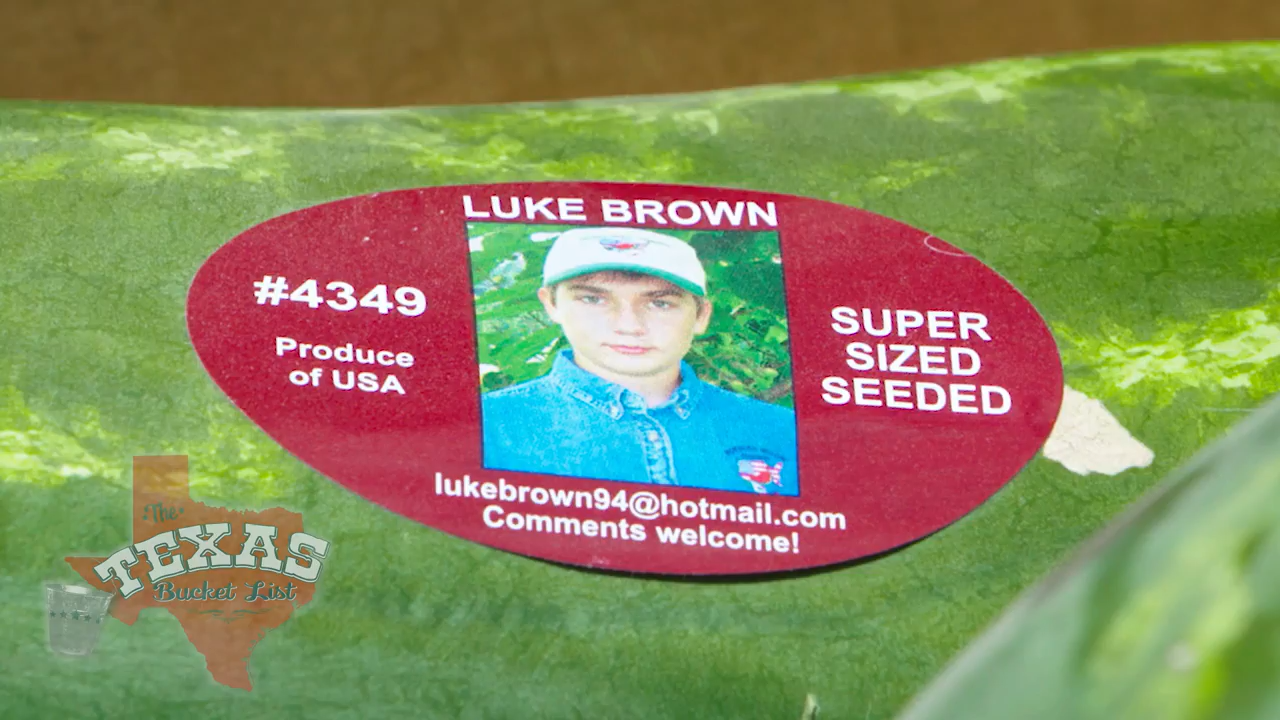 LUKE BROWN
#4349
Produce
of USA
SUPER
SIZED
SEEDED
lukebrown94@hotmail.com
Comments welcome!
The
TEXAS
Bucket List